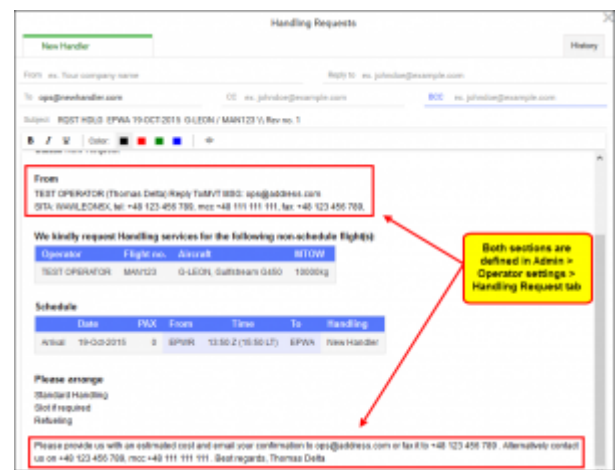 Handling Requests
New Handler
History
From ex. Your company name
Reply to ex. johndoe@example.com
To ops@newhandler.com
CC ex. johndoe@example.com
BCC ex. johndoe@example.com
Subject RQST HOLD EPWA 19-OCT-2015 G-LEON / MAN123 \\ Rev no. 1
B I U Color:
From
TEST OPERATOR (Thomas Delta) Reply To/MVT MSG: ops@address.com
SITA: WAWLEONSX, tel: +48 123 456 789, mcc +48 111 111 111, fax: +48 123 456 789,
We kindly request Handling services for the following non-schedule flight(s):
Operator Flight no. Aircraft MTOW
TEST OPERATOR MAN123 G-LEON, Gulfstream G450 10000kg
Schedule
Date PAX From Time To Handling
Arrival 19-Oct-2015 0 EPWR 13:50 Z (15:50 LT) EPWA New Handler
Please arrange
Standard Handling
Slot if required
Refueling
Please provide us with an estimated cost and email your confirmation to ops@address.com or fax it to +48 123 456 789 . Alternatively contact
us on +48 123 456 789, mcc +48 111 111 111 . Best regards, Thomas Delta
Both sections are
defined in Admin >
Operator settings >
Handling Request tab